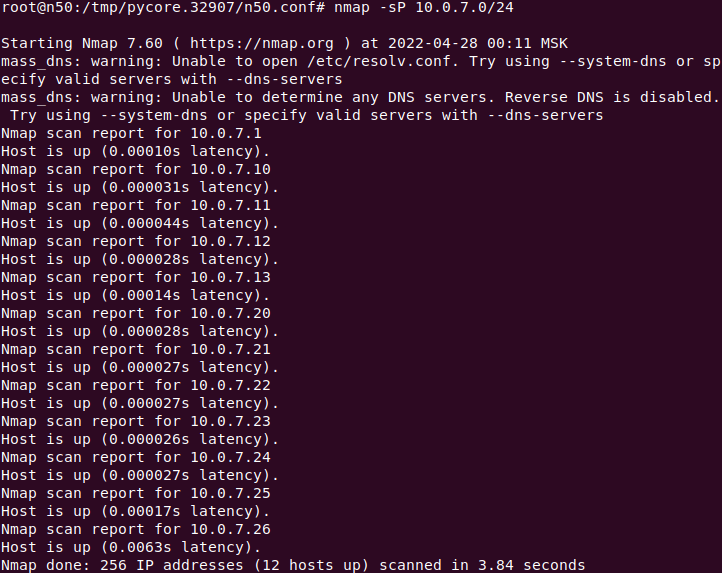 root@n50:/tmp/pycore.32907/n50.conf# nmap -sP 10.0.7.0/24
Starting Nmap 7.60 ( https://nmap.org ) at 2022-04-28 00:11 MSK
mass_dns: warning: Unable to open /etc/resolv.conf. Try using --system-dns or sp
ecify valid servers with --dns-servers
mass_dns: warning: Unable to determine any DNS servers. Reverse DNS is disabled.
 Try using --system-dns or specify valid servers with --dns-servers
Nmap scan report for 10.0.7.1
Host is up (0.00010s latency).
Nmap scan report for 10.0.7.10
Host is up (0.000031s latency).
Nmap scan report for 10.0.7.11
Host is up (0.000044s latency).
Nmap scan report for 10.0.7.12
Host is up (0.000028s latency).
Nmap scan report for 10.0.7.13
Host is up (0.00014s latency).
Nmap scan report for 10.0.7.20
Host is up (0.000028s latency).
Nmap scan report for 10.0.7.21
Host is up (0.000027s latency).
Nmap scan report for 10.0.7.22
Host is up (0.000027s latency).
Nmap scan report for 10.0.7.23
Host is up (0.000026s latency).
Nmap scan report for 10.0.7.24
Host is up (0.000027s latency).
Nmap scan report for 10.0.7.25
Host is up (0.00017s latency).
Nmap scan report for 10.0.7.26
Host is up (0.0063s latency).
Nmap done: 256 IP addresses (12 hosts up) scanned in 3.84 seconds